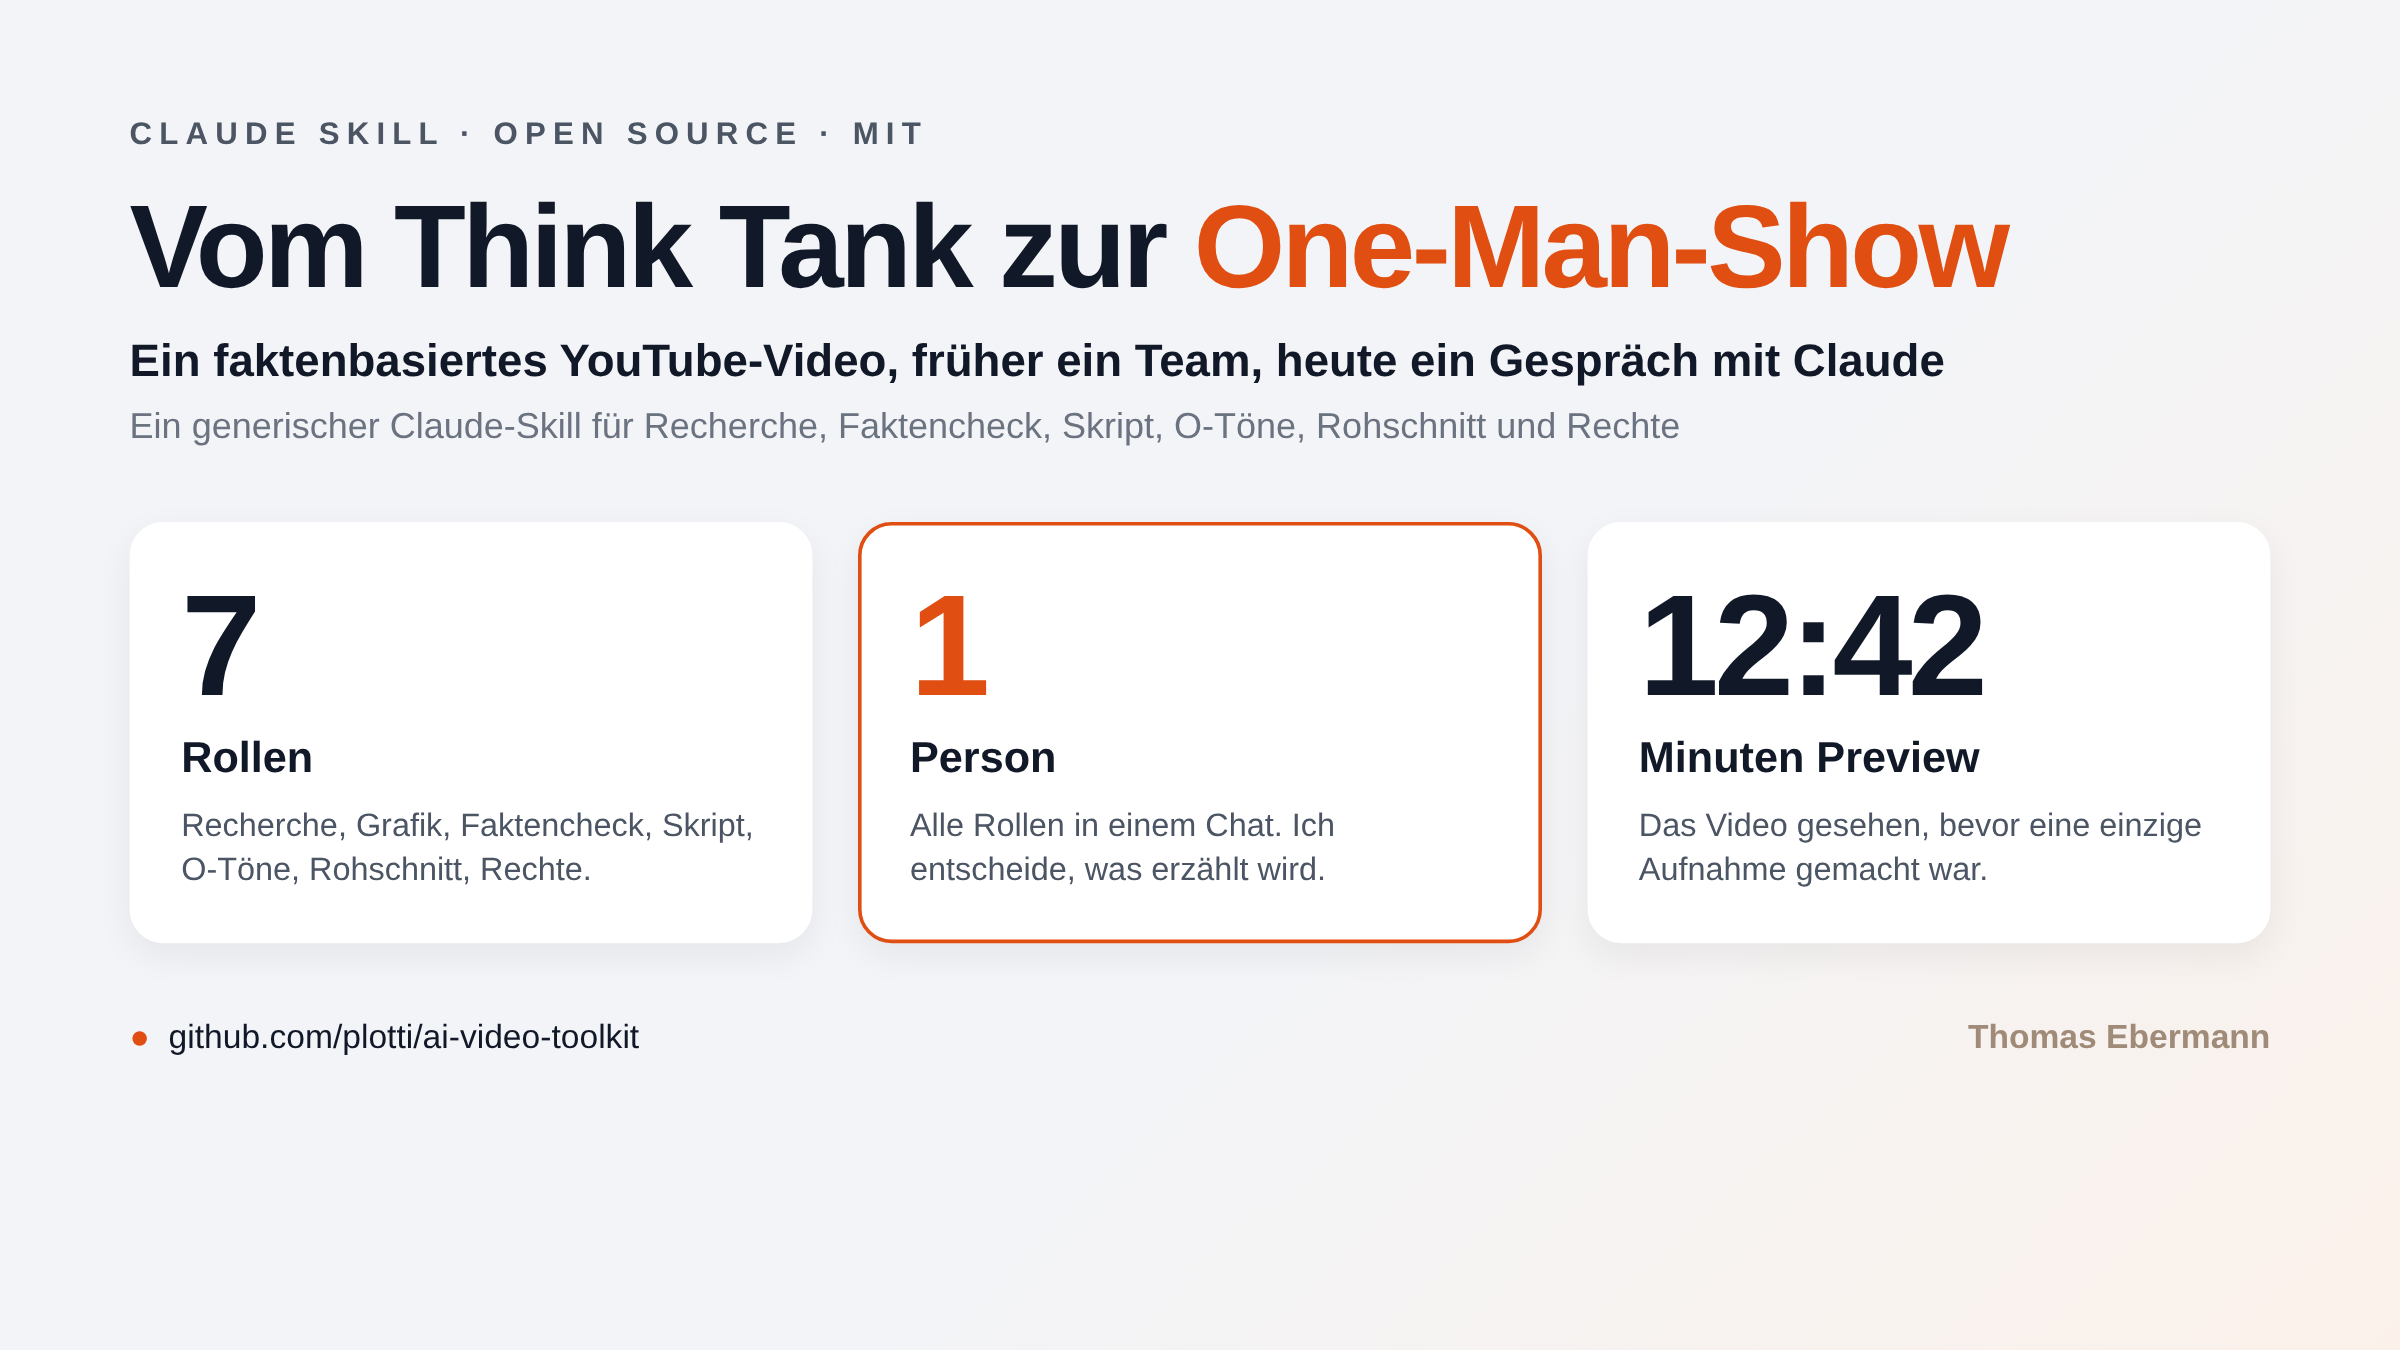 CLAUDE SKILL · OPEN SOURCE · MIT
Vom Think Tank zur One-Man-Show
Ein faktenbasiertes YouTube-Video, früher ein Team, heute ein Gespräch mit Claude
Ein generischer Claude-Skill für Recherche, Faktencheck, Skript, O-Töne, Rohschnitt und Rechte
7
Rollen
Recherche, Grafik, Faktencheck, Skript,
O-Töne, Rohschnitt, Rechte.
1
Person
Alle Rollen in einem Chat. Ich
entscheide, was erzählt wird.
12:42
Minuten Preview
Das Video gesehen, bevor eine einzige
Aufnahme gemacht war.
github.com/plotti/ai-video-toolkit
Thomas Ebermann